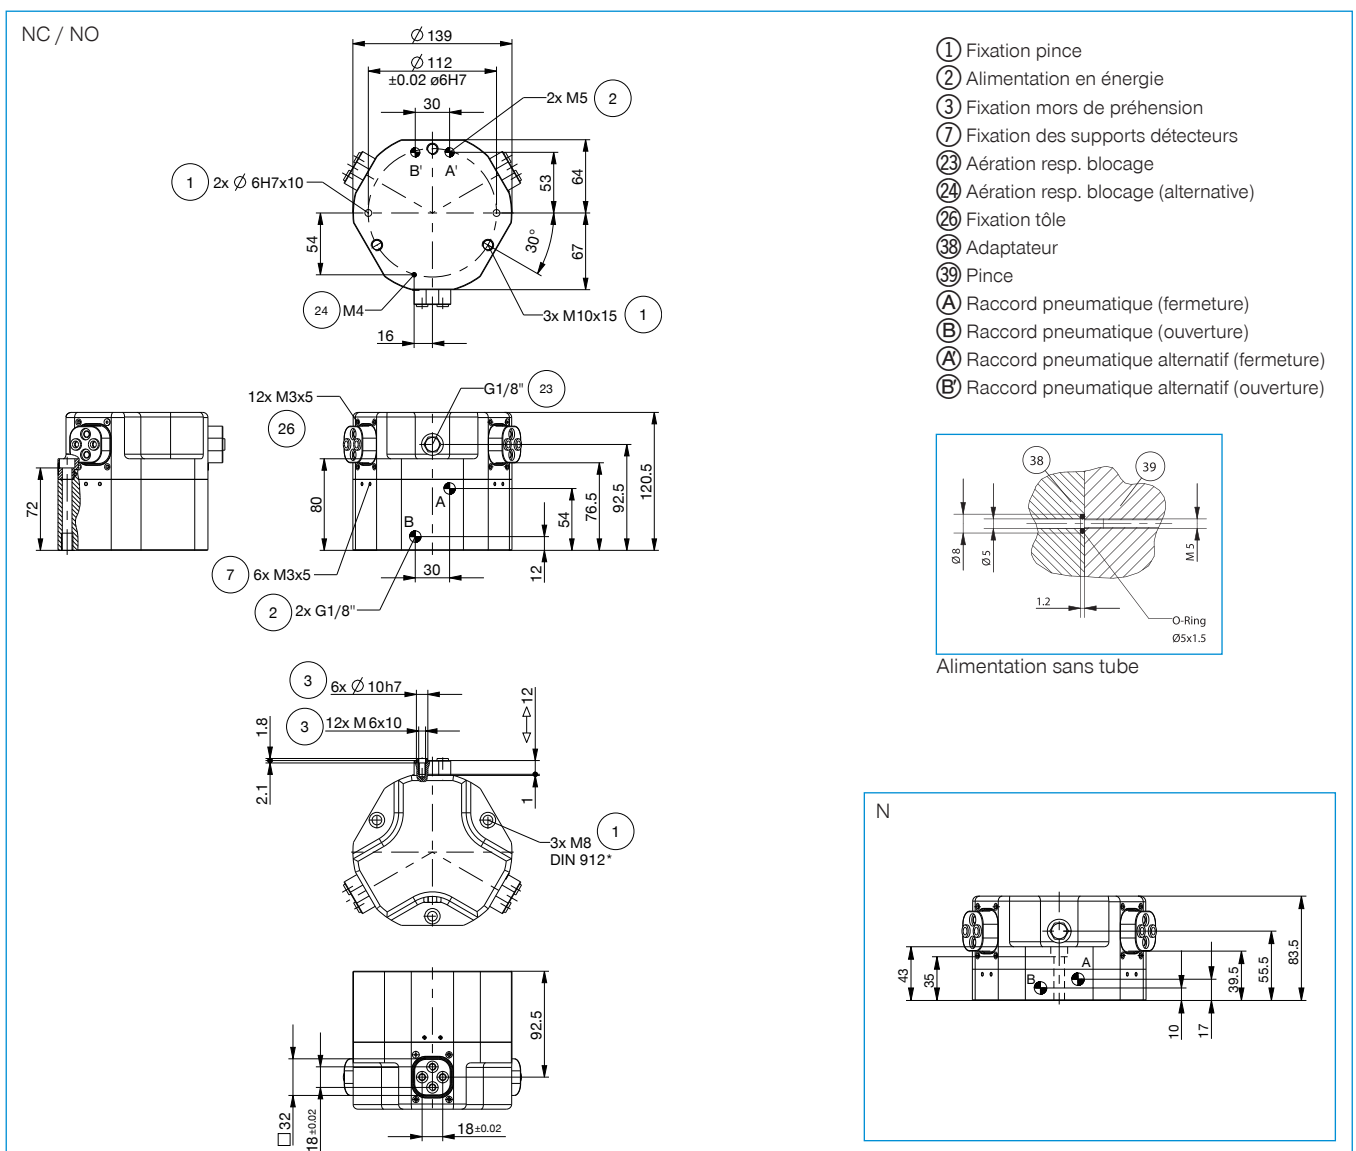 NC / NO
Ø 139
Ø 112
±0.02 ø6H7
30
2x M5 2
B' A'
1 2x Ø 6H7x10
53
64
54
30°
67
24 M4
3x M10x15 1
16
12x M3x5
26
G1/8" 23
72
80
A
B
54
76.5
92.5
120.5
7 6x M3x5
30
12
2 2x G1/8"
3 6x Ø 10h7
3 12x M6x10
12
1.8
2.1
1
3x M8 1
DIN 912*
92.5
□ 32
18±0.02
18±0.02
1 Fixation pince
2 Alimentation en énergie
3 Fixation mors de préhension
7 Fixation des supports détecteurs
23 Aération resp. blocage
24 Aération resp. blocage (alternative)
26 Fixation tôle
38 Adaptateur
39 Pince
A Raccord pneumatique (fermeture)
B Raccord pneumatique (ouverture)
A' Raccord pneumatique alternatif (fermeture)
B' Raccord pneumatique alternatif (ouverture)
38
39
Ø 8
Ø 5
M 5
1.2
O-Ring
Ø5x1.5
Alimentation sans tube
N
43
35
B
A
10
17
39.5
55.5
83.5